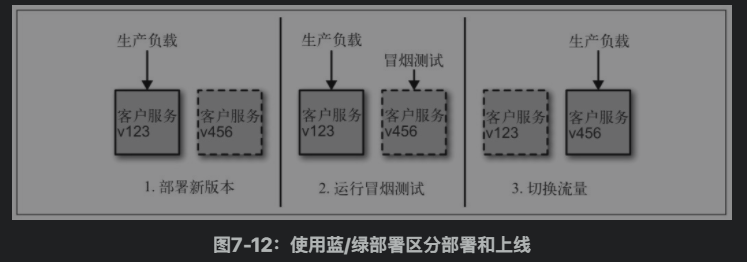 生产负载
客户服务
v123
客户服务
v456
1. 部署新版本
生产负载
冒烟测试
客户服务
v123
客户服务
v456
2. 运行冒烟测试
生产负载
客户服务
v123
客户服务
v456
3. 切换流量
图7-12：使用蓝/绿部署区分部署和上线